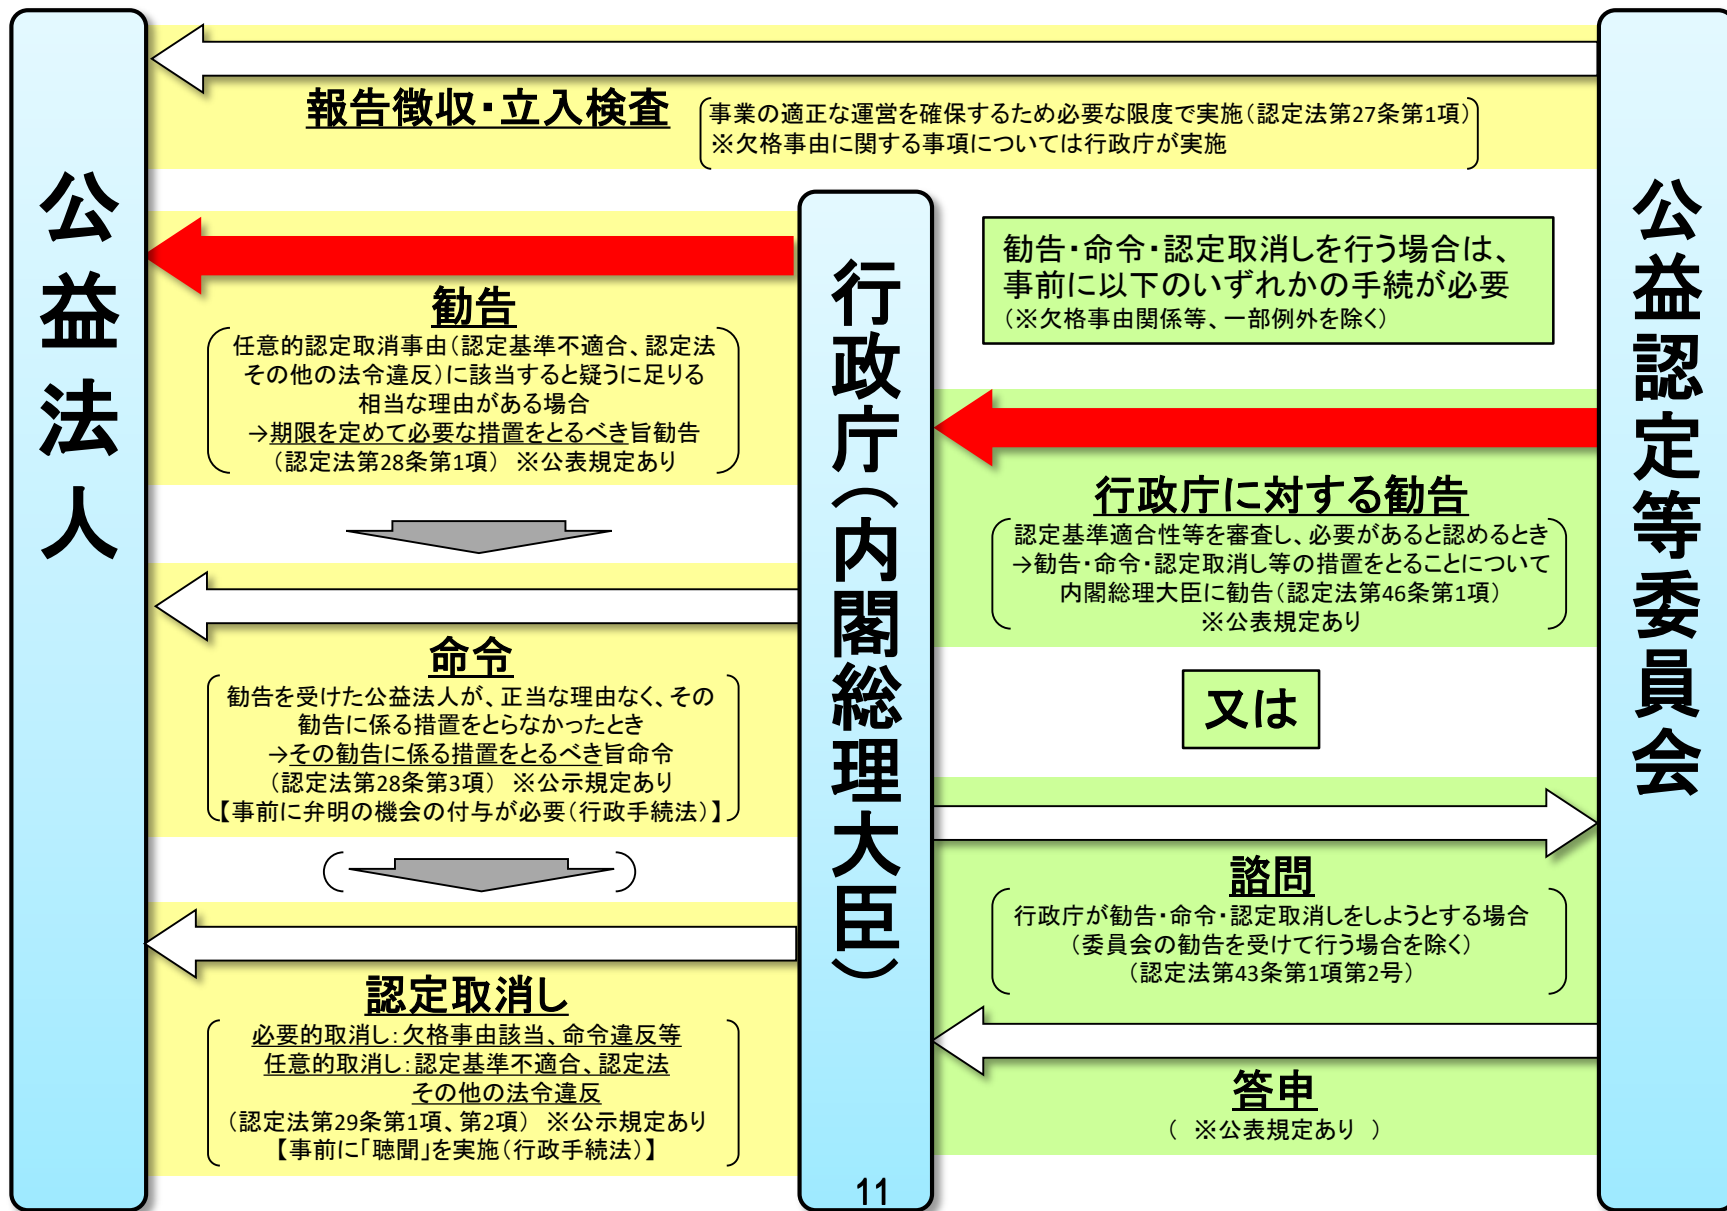 公益法人
報告徴収・立入検査
事業の適正な運営を確保するため必要な限度で実施(認定法第27条第1項)
※欠格事由に関する事項については行政庁が実施
勧告
任意的認定取消事由(認定基準不適合、認定法
その他の法令違反)に該当すると疑うに足りる
相当な理由がある場合
→期限を定めて必要な措置をとるべき旨勧告
(認定法第28条第1項) ※公表規定あり
命令
勧告を受けた公益法人が、正当な理由なく、その
勧告に係る措置をとらなかったとき
→その勧告に係る措置をとるべき旨命令
(認定法第28条第3項) ※公示規定あり
【事前に弁明の機会の付与が必要(行政手続法)】
認定取消し
必要的取消し：欠格事由該当、命令違反等
任意的取消し：認定基準不適合、認定法
その他の法令違反
(認定法第29条第1項、第2項) ※公示規定あり
【事前に「聴聞」を実施(行政手続法)】
行政庁(内閣総理大臣)
勧告・命令・認定取消しを行う場合は、
事前に以下のいずれかの手続が必要
(※欠格事由関係等、一部例外を除く)
行政庁に対する勧告
認定基準適合性等を審査し、必要があると認めるとき
→勧告・命令・認定取消し等の措置をとることについて
内閣総理大臣に勧告(認定法第46条第1項)
※公表規定あり
又は
諮問
行政庁が勧告・命令・認定取消しをしようとする場合
(委員会の勧告を受けて行う場合を除く)
(認定法第43条第1項第2号)
答申
( ※公表規定あり )
公益認定等委員会
11